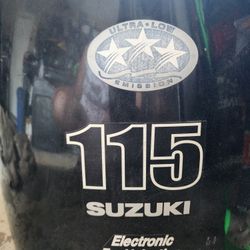 ULTRA-LOW
EMISSION
115
SUZUKI
Electronic